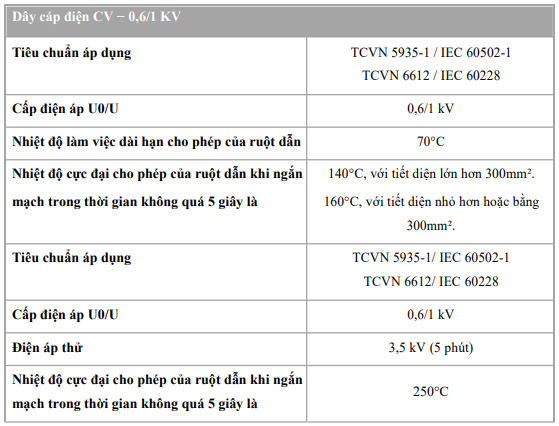 Dây cáp điện CV − 0,6/1 KV
Tiêu chuẩn áp dụng
TCVN 5935-1 / IEC 60502-1
TCVN 6612 / IEC 60228
Cấp điện áp U0/U
0,6/1 kV
Nhiệt độ làm việc dài hạn cho phép của ruột dẫn
70°C
Nhiệt độ cực đại cho phép của ruột dẫn khi ngắn
mạch trong thời gian không quá 5 giây là
140°C, với tiết diện lớn hơn 300mm².
160°C, với tiết diện nhỏ hơn hoặc bằng
300mm².
Tiêu chuẩn áp dụng
TCVN 5935-1/ IEC 60502-1
TCVN 6612/ IEC 60228
Cấp điện áp U0/U
0,6/1 kV
Điện áp thử
3,5 kV (5 phút)
Nhiệt độ cực đại cho phép của ruột dẫn khi ngắn
mạch trong thời gian không quá 5 giây là
250°C